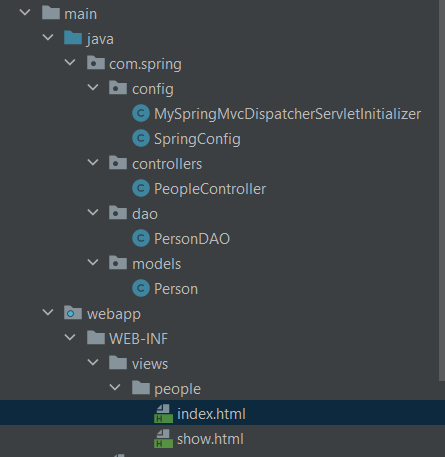 main
java
com.spring
config
MySpringMvcDispatcherServletInitializer
SpringConfig
controllers
PeopleController
dao
PersonDAO
models
Person
webapp
WEB-INF
views
people
index.html
show.html